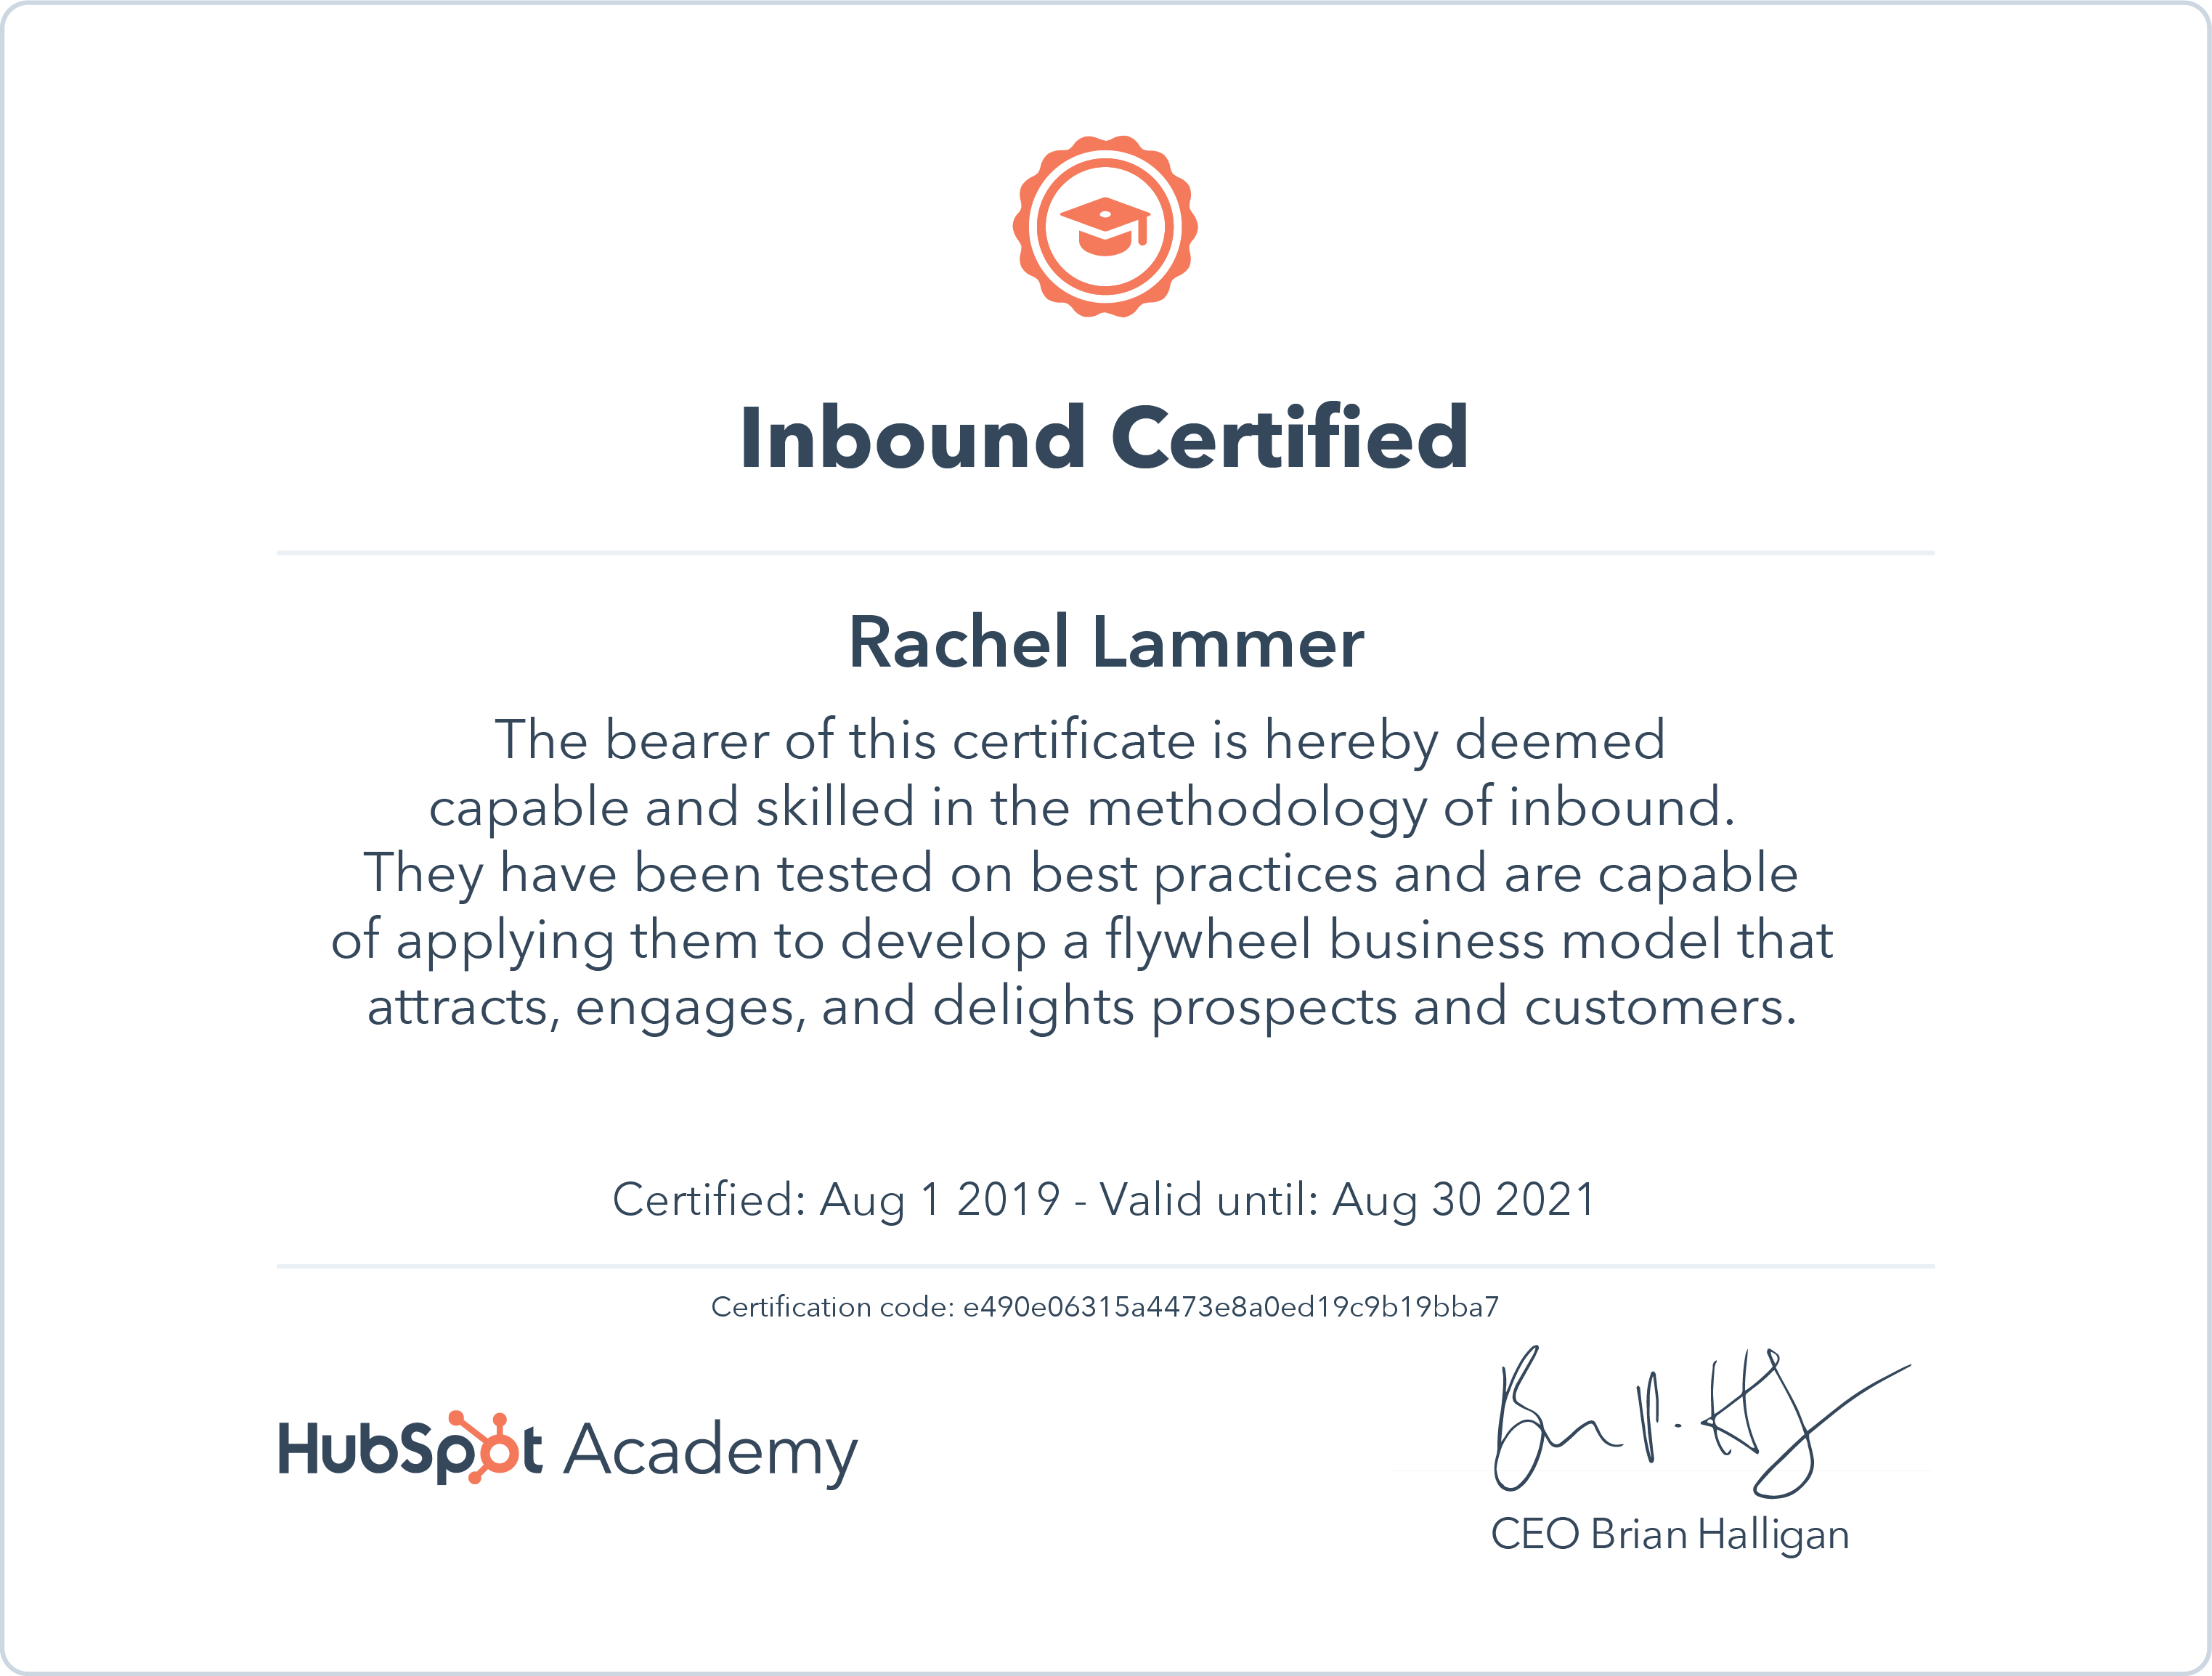 Inbound Certified
Rachel Lammer
The bearer of this certificate is hereby deemed
capable and skilled in the methodology of inbound.
They have been tested on best practices and are capable
of applying them to develop a flywheel business model that
attracts, engages, and delights prospects and customers.
Certified: Aug 1 2019 - Valid until: Aug 30 2021
Certification code: e490e06315a4473e8a0ed19c9b19bba7
HubSpot Academy
CEO Brian Halligan